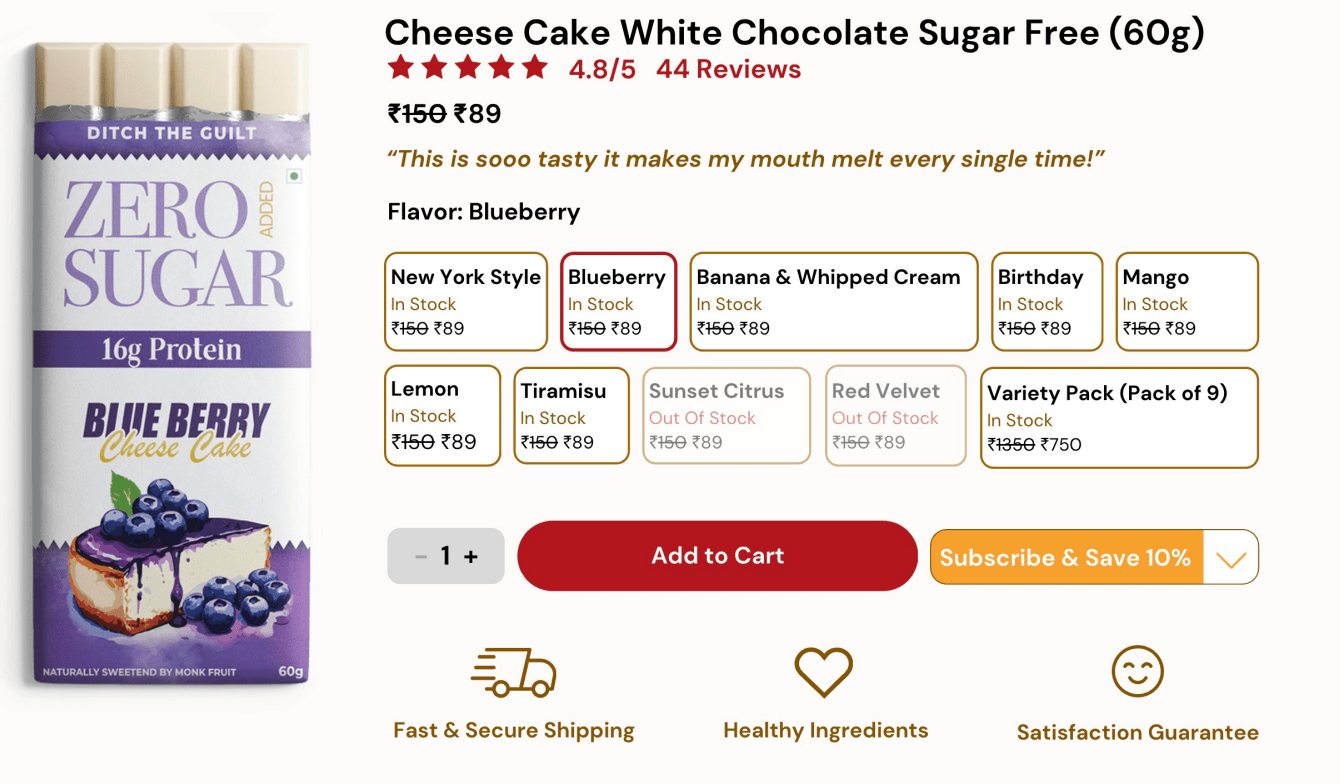 Cheese Cake White Chocolate Sugar Free (60g)
4.8/5 44 Reviews
₹150 ₹89
“This is sooo tasty it makes my mouth melt every single time!”
Flavor: Blueberry
New York Style
In Stock
₹150 ₹89
Blueberry
In Stock
₹150 ₹89
Banana & Whipped Cream
In Stock
₹150 ₹89
Birthday
In Stock
₹150 ₹89
Mango
In Stock
₹150 ₹89
Lemon
In Stock
₹150 ₹89
Tiramisu
In Stock
₹150 ₹89
Sunset Citrus
Out Of Stock
₹150 ₹89
Red Velvet
Out Of Stock
₹150 ₹89
Variety Pack (Pack of 9)
In Stock
₹1350 ₹750
− 1 +
Add to Cart
Subscribe & Save 10%
Fast & Secure Shipping
Healthy Ingredients
Satisfaction Guarantee
DITCH THE GUILT
ZERO
ADDED
SUGAR
16g Protein
BLUE BERRY
Cheese Cake
NATURALLY SWEETEND BY MONK FRUIT
60g